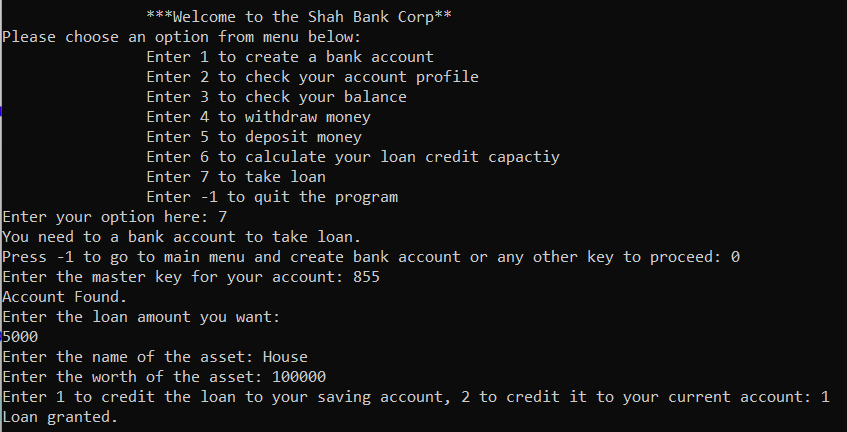 ***Welcome to the Shah Bank Corp**
Please choose an option from menu below:
Enter 1 to create a bank account
Enter 2 to check your account profile
Enter 3 to check your balance
Enter 4 to withdraw money
Enter 5 to deposit money
Enter 6 to calculate your loan credit capactiy
Enter 7 to take loan
Enter -1 to quit the program
Enter your option here: 7
You need to a bank account to take loan.
Press -1 to go to main menu and create bank account or any other key to proceed: 0
Enter the master key for your account: 855
Account Found.
Enter the loan amount you want:
5000
Enter the name of the asset: House
Enter the worth of the asset: 100000
Enter 1 to credit the loan to your saving account, 2 to credit it to your current account: 1
Loan granted.